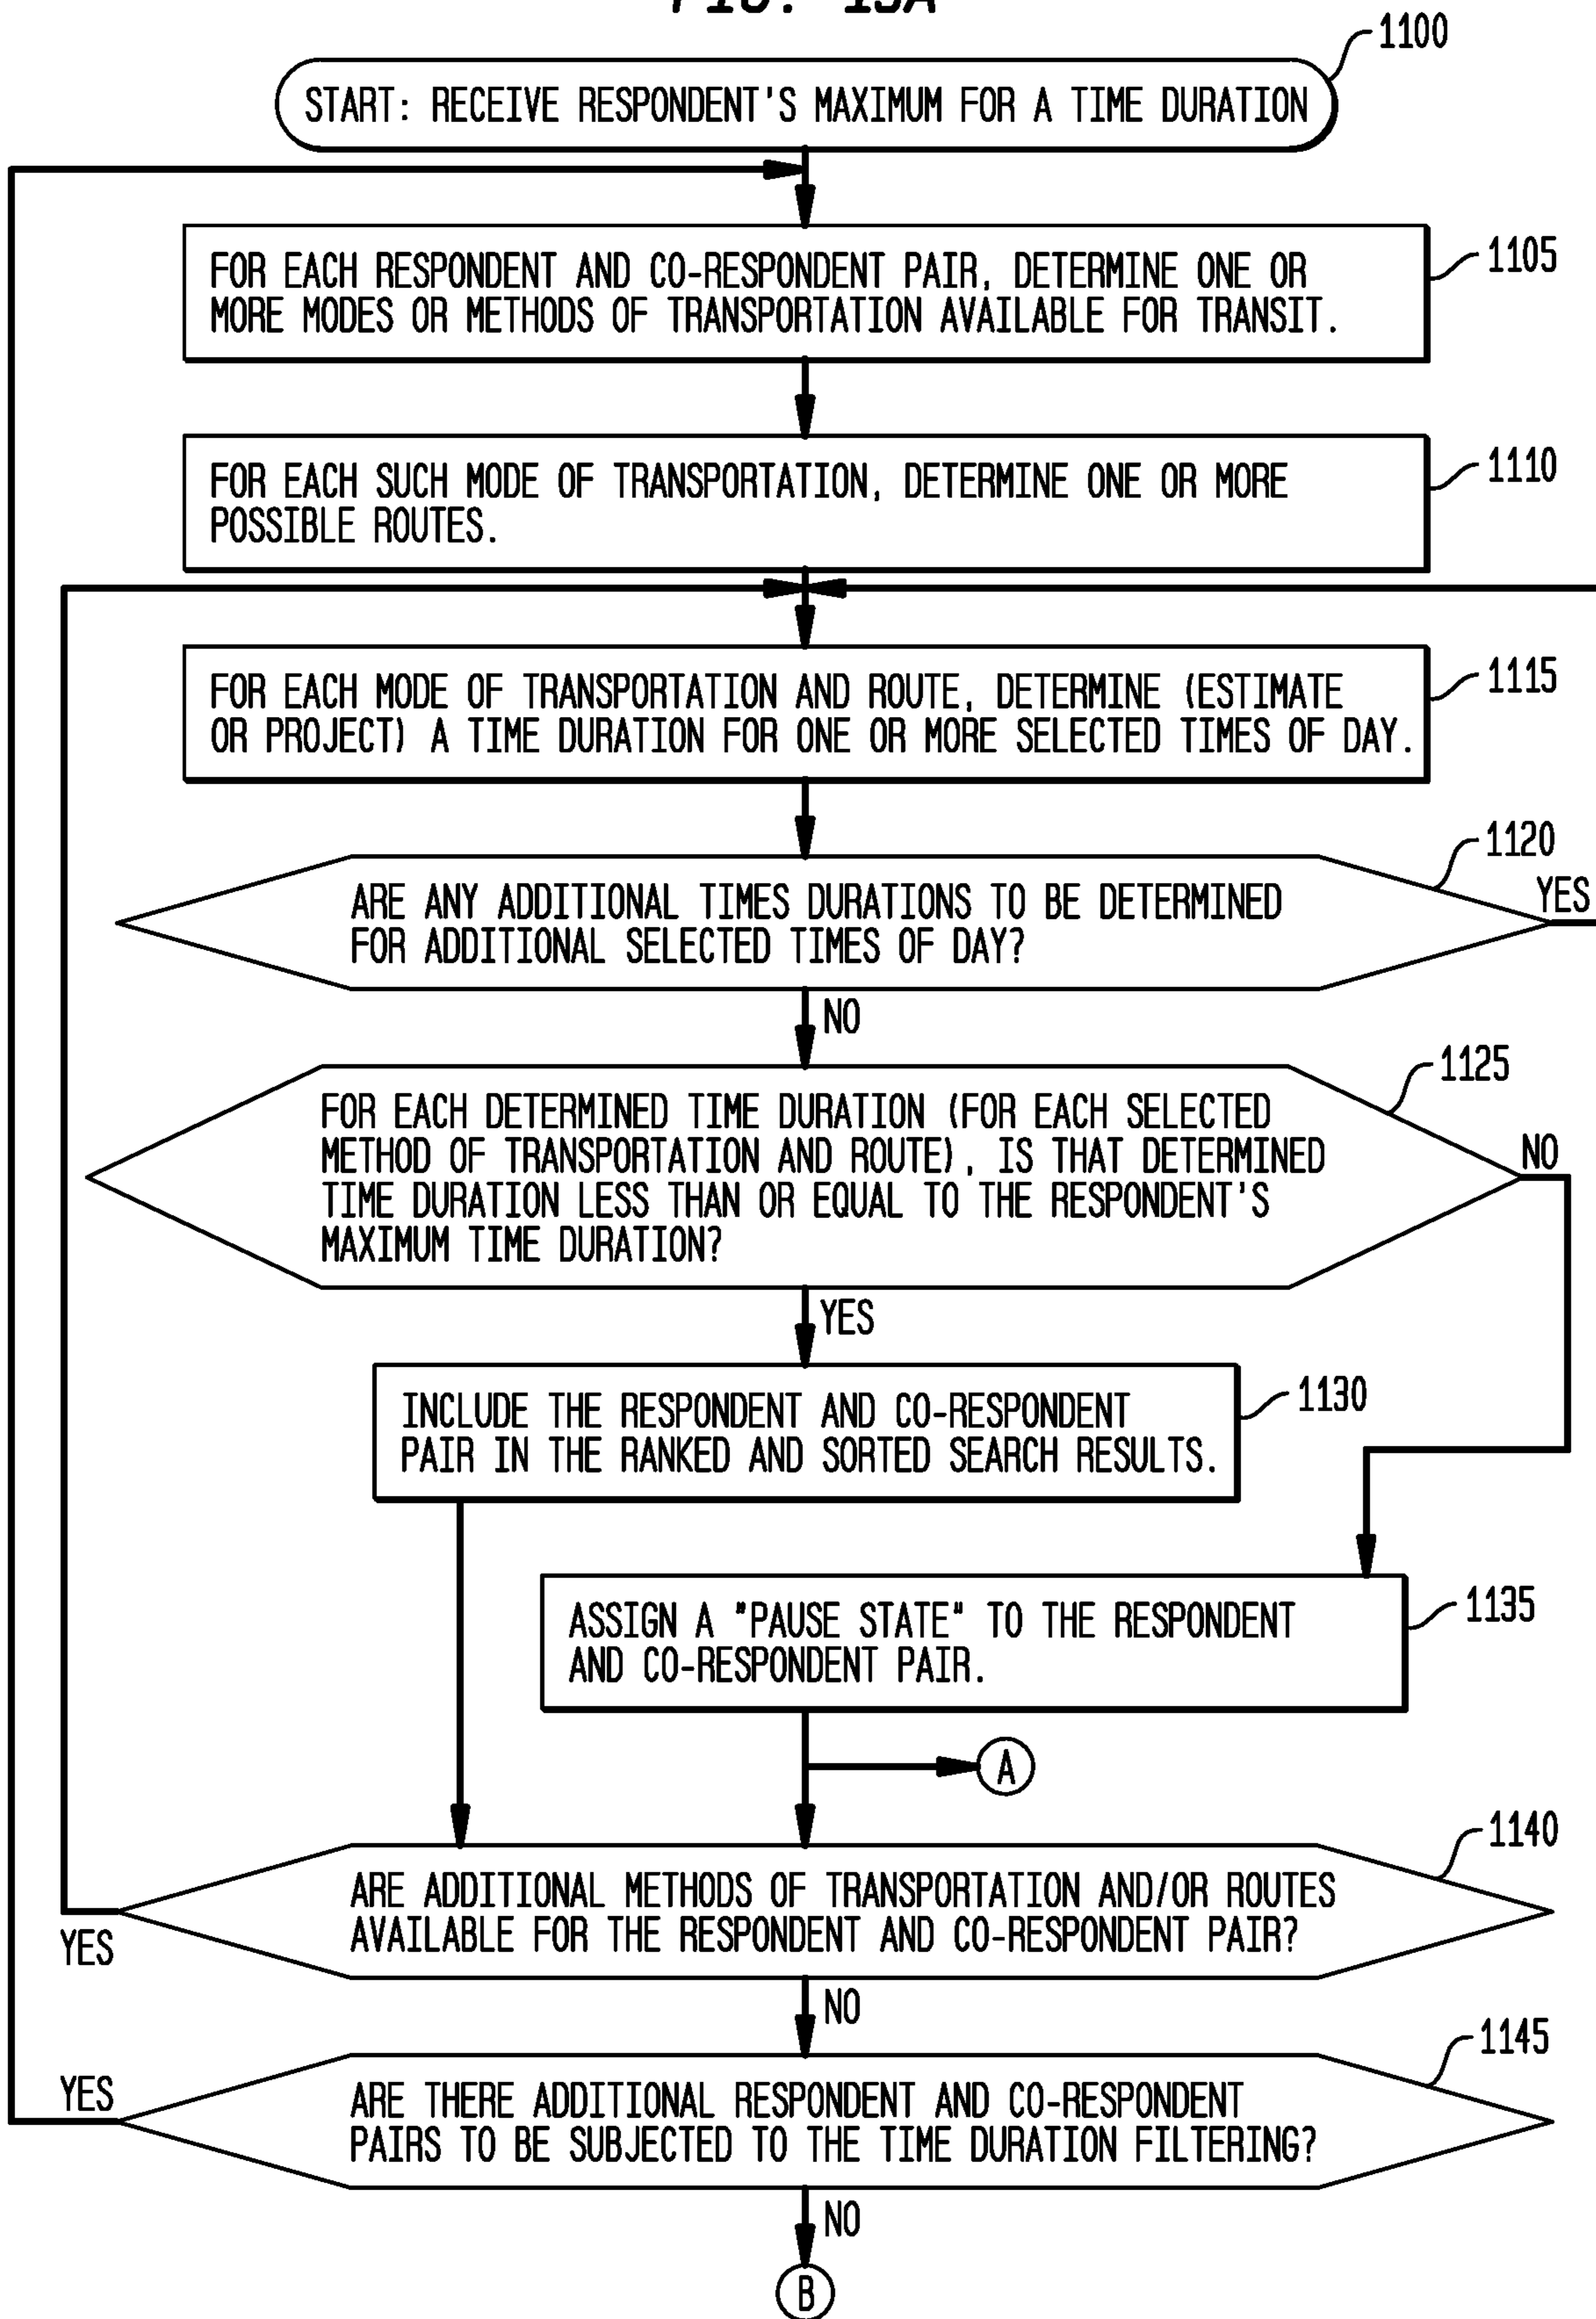 FIG. 13A
1100
START: RECEIVE RESPONDENT'S MAXIMUM FOR A TIME DURATION
1105
FOR EACH RESPONDENT AND CO-RESPONDENT PAIR, DETERMINE ONE OR
MORE MODES OR METHODS OF TRANSPORTATION AVAILABLE FOR TRANSIT.
1110
FOR EACH SUCH MODE OF TRANSPORTATION, DETERMINE ONE OR MORE
POSSIBLE ROUTES.
1115
FOR EACH MODE OF TRANSPORTATION AND ROUTE, DETERMINE (ESTIMATE
OR PROJECT) A TIME DURATION FOR ONE OR MORE SELECTED TIMES OF DAY.
1120
ARE ANY ADDITIONAL TIMES DURATIONS TO BE DETERMINED
FOR ADDITIONAL SELECTED TIMES OF DAY?
YES
NO
1125
FOR EACH DETERMINED TIME DURATION (FOR EACH SELECTED
METHOD OF TRANSPORTATION AND ROUTE), IS THAT DETERMINED
TIME DURATION LESS THAN OR EQUAL TO THE RESPONDENT'S
MAXIMUM TIME DURATION?
NO
YES
1130
INCLUDE THE RESPONDENT AND CO-RESPONDENT
PAIR IN THE RANKED AND SORTED SEARCH RESULTS.
1135
ASSIGN A "PAUSE STATE" TO THE RESPONDENT
AND CO-RESPONDENT PAIR.
A
1140
ARE ADDITIONAL METHODS OF TRANSPORTATION AND/OR ROUTES
AVAILABLE FOR THE RESPONDENT AND CO-RESPONDENT PAIR?
YES
NO
1145
ARE THERE ADDITIONAL RESPONDENT AND CO-RESPONDENT
PAIRS TO BE SUBJECTED TO THE TIME DURATION FILTERING?
YES
NO
B